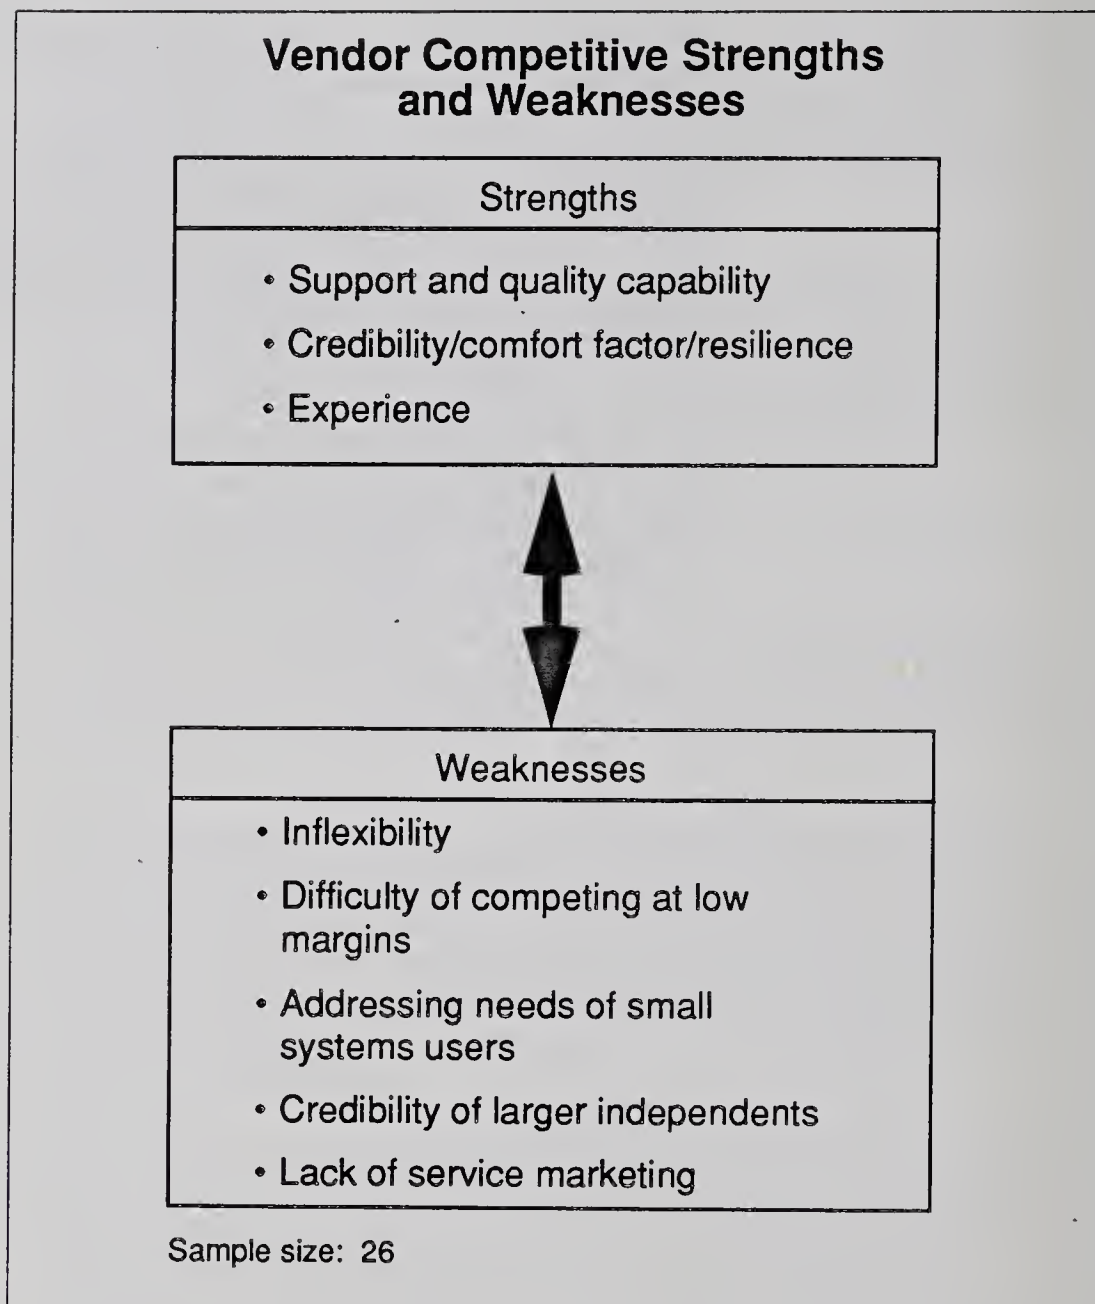 Vendor Competitive Strengths
and Weaknesses
Strengths
• Support and quality capability
• Credibility/comfort factor/resilience
• Experience
Weaknesses
• Inflexibility
• Difficulty of competing at low
margins
• Addressing needs of small
systems users
• Credibility of larger independents
• Lack of service marketing
Sample size: 26